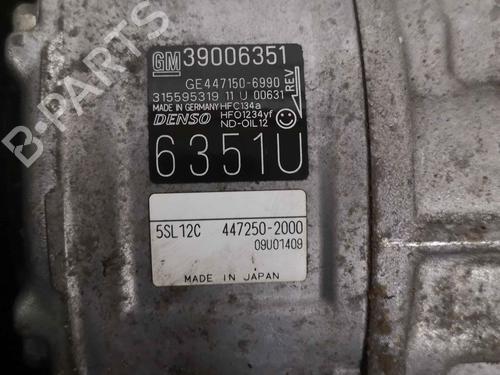 GM 39006351
GE447150-6990
315595319 11 U 00631
REV
MADE IN GERMANY HFC134a
DENSO HFO1234yf
ND-OIL12
6351U
5SL12C 447250-2000
09U01409
MADE IN JAPAN